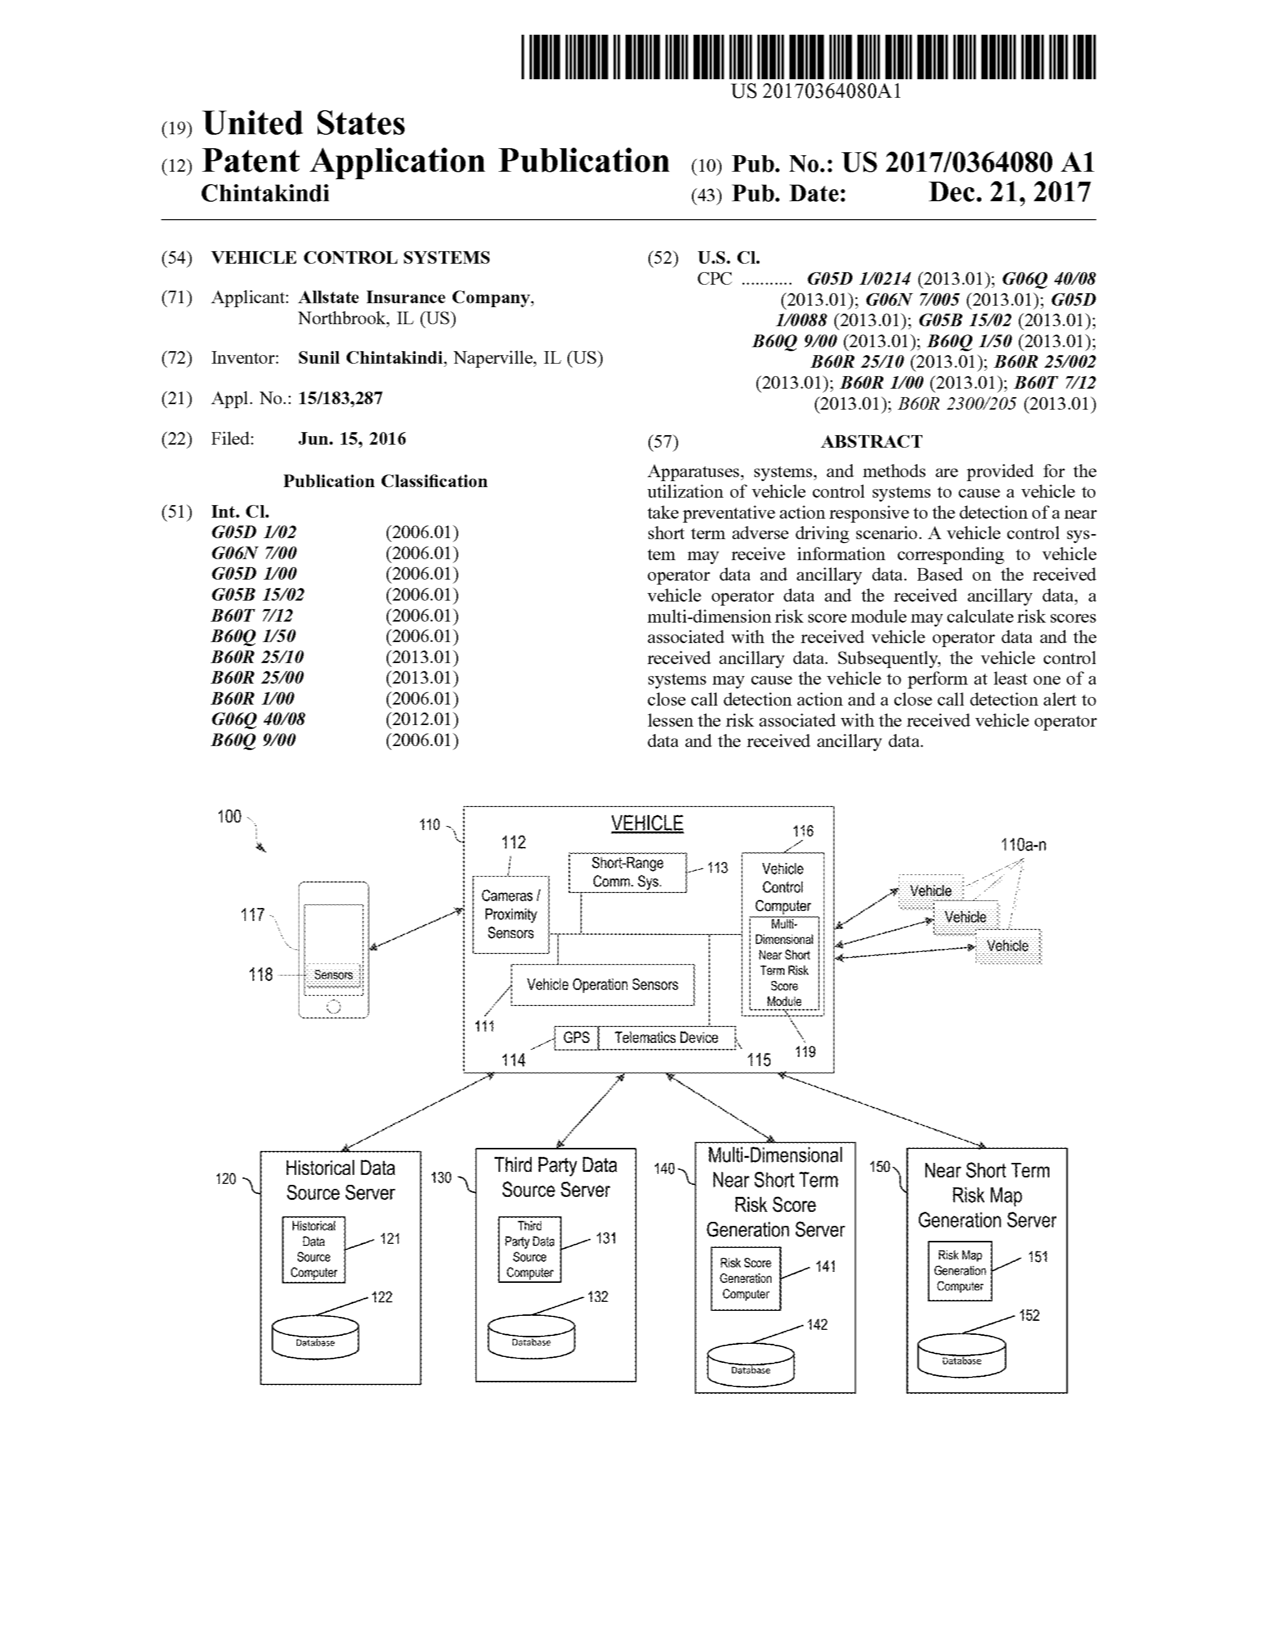 US 20170364080A1
(19) United States
(12) Patent Application Publication
Chintakindi
(10) Pub. No.: US 2017/0364080 A1
(43) Pub. Date: Dec. 21, 2017
(54) VEHICLE CONTROL SYSTEMS
(71) Applicant: Allstate Insurance Company,
Northbrook, IL (US)
(72) Inventor: Sunil Chintakindi, Naperville, IL (US)
(21) Appl. No.: 15/183,287
(22) Filed: Jun. 15, 2016
Publication Classification
(51) Int. Cl.
G05D 1/02 (2006.01)
G06N 7/00 (2006.01)
G05D 1/00 (2006.01)
G05B 15/02 (2006.01)
B60T 7/12 (2006.01)
B60Q 1/50 (2006.01)
B60R 25/10 (2013.01)
B60R 25/00 (2013.01)
B60R 1/00 (2006.01)
G06Q 40/08 (2012.01)
B60Q 9/00 (2006.01)
(52) U.S. Cl.
CPC .......... G05D 1/0214 (2013.01); G06Q 40/08
(2013.01); G06N 7/005 (2013.01); G05D
1/0088 (2013.01); G05B 15/02 (2013.01);
B60Q 9/00 (2013.01); B60Q 1/50 (2013.01);
B60R 25/10 (2013.01); B60R 25/002
(2013.01); B60R 1/00 (2013.01); B60T 7/12
(2013.01); B60R 2300/205 (2013.01)
(57) ABSTRACT
Apparatuses, systems, and methods are provided for the
utilization of vehicle control systems to cause a vehicle to
take preventative action responsive to the detection of a near
short term adverse driving scenario. A vehicle control sys-
tem may receive information corresponding to vehicle
operator data and ancillary data. Based on the received
vehicle operator data and the received ancillary data, a
multi-dimension risk score module may calculate risk scores
associated with the received vehicle operator data and the
received ancillary data. Subsequently, the vehicle control
systems may cause the vehicle to perform at least one of a
close call detection action and a close call detection alert to
lessen the risk associated with the received vehicle operator
data and the received ancillary data.
100
117
118
Sensors
110
VEHICLE
112
Cameras /
Proximity
Sensors
Short-Range
Comm. Sys.
113
116
Vehicle
Control
Computer
Multi-
Dimensional
Near Short
Term Risk
Score
Module
119
Vehicle Operation Sensors
111
GPS
Telematics Device
114
115
110a-n
Vehicle
Vehicle
Vehicle
120
Historical Data
Source Server
Historical
Data
Source
Computer
121
122
Database
130
Third Party Data
Source Server
Third
Party Data
Source
Computer
131
132
Database
140
Multi-Dimensional
Near Short Term
Risk Score
Generation Server
Risk Score
Generation
Computer
141
142
Database
150
Near Short Term
Risk Map
Generation Server
Risk Map
Generation
Computer
151
152
Database